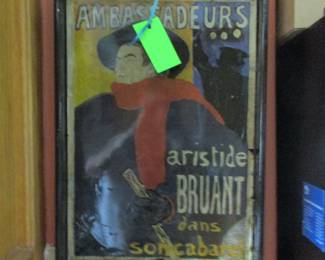 AMBASSADEURS
...
aristide
BRUANT
dans
son cabaret